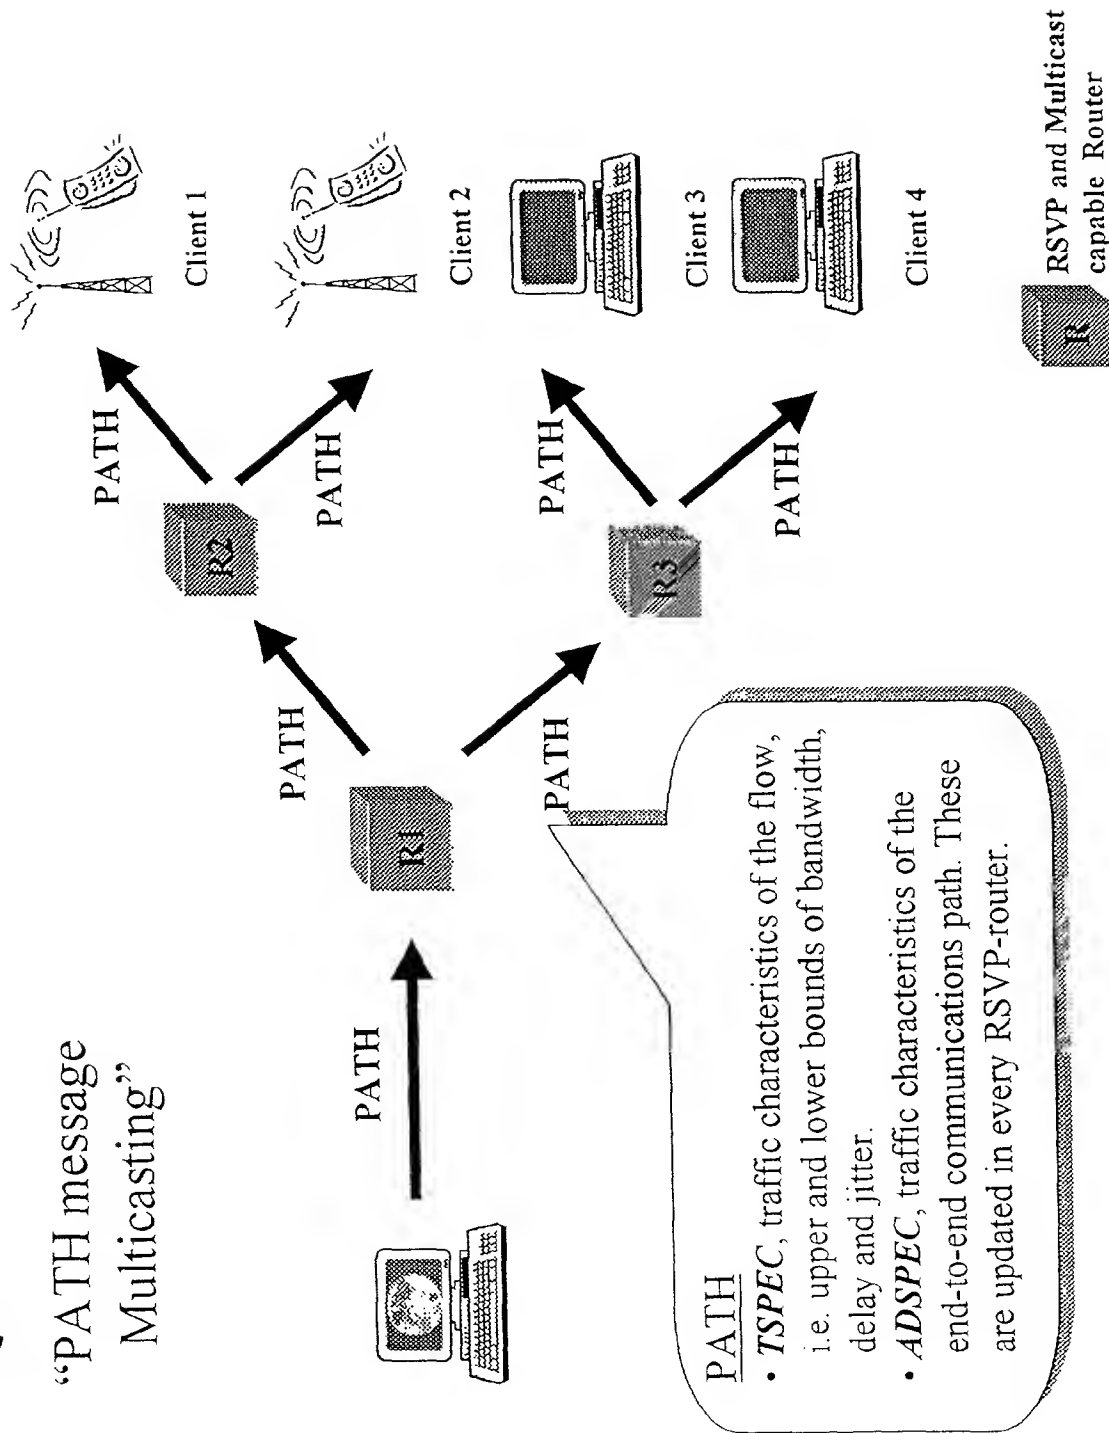 “PATH message
Multicasting”
PATH
R1
PATH
PATH
R2
R3
PATH
PATH
PATH
PATH
Client 1
Client 2
Client 3
Client 4
PATH
• TSPEC, traffic characteristics of the flow,
i.e. upper and lower bounds of bandwidth,
delay and jitter.
• ADSPEC, traffic characteristics of the
end-to-end communications path. These
are updated in every RSVP-router.
R
RSVP and Multicast
capable Router